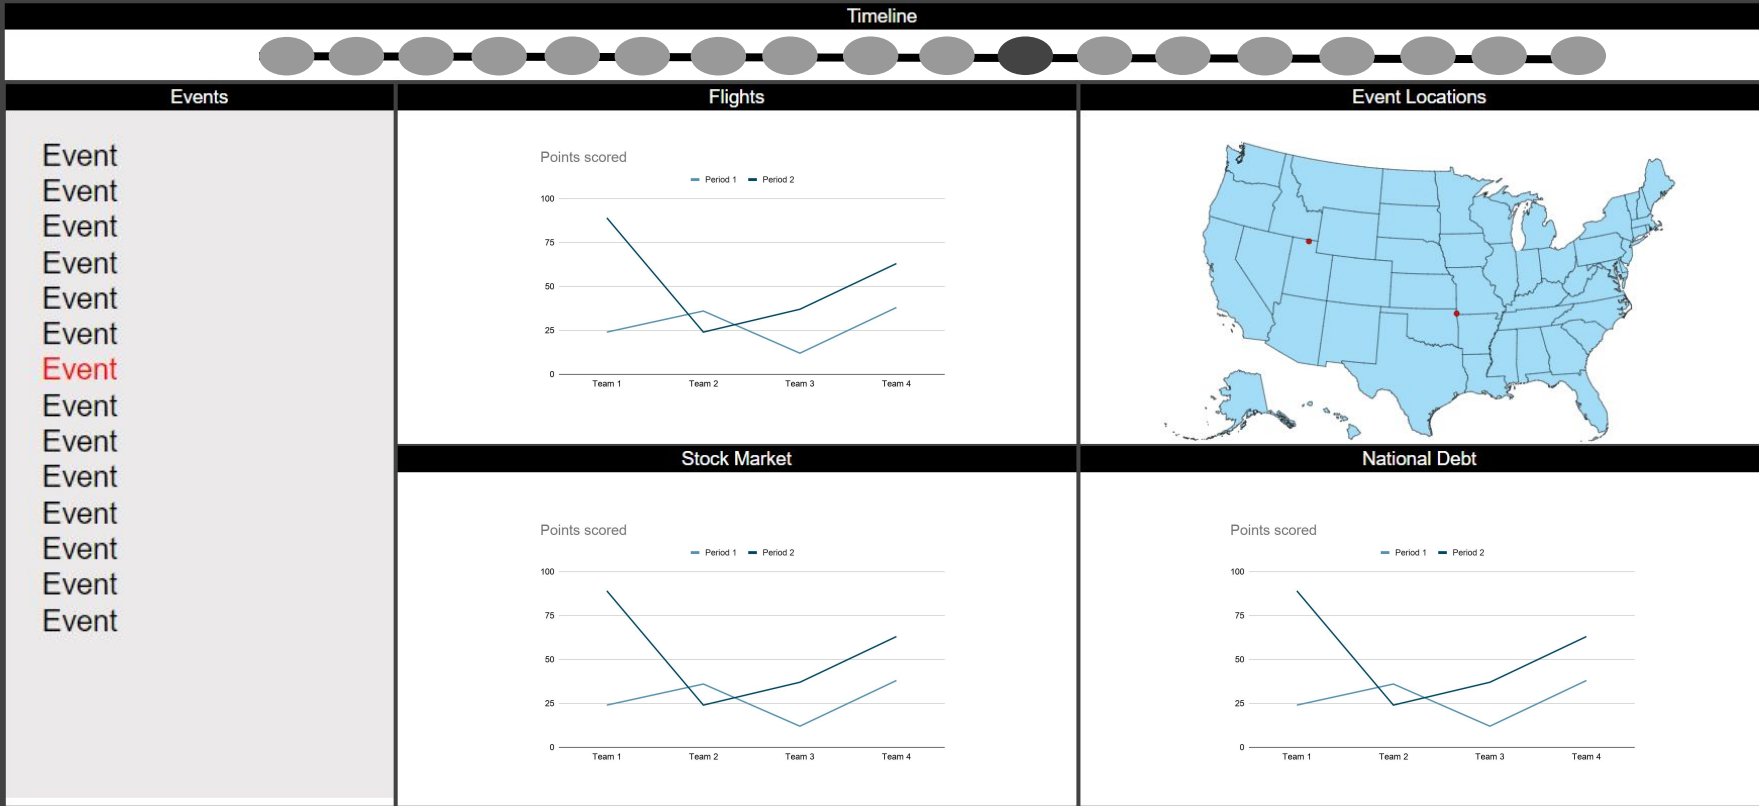 Timeline
Events
Event
Event
Event
Event
Event
Event
Event
Event
Event
Event
Event
Event
Event
Event
Flights
Points scored
Period 1 Period 2
100
75
50
25
0
Team 1 Team 2 Team 3 Team 4
Event Locations
Stock Market
Points scored
Period 1 Period 2
100
75
50
25
0
Team 1 Team 2 Team 3 Team 4
National Debt
Points scored
Period 1 Period 2
100
75
50
25
0
Team 1 Team 2 Team 3 Team 4